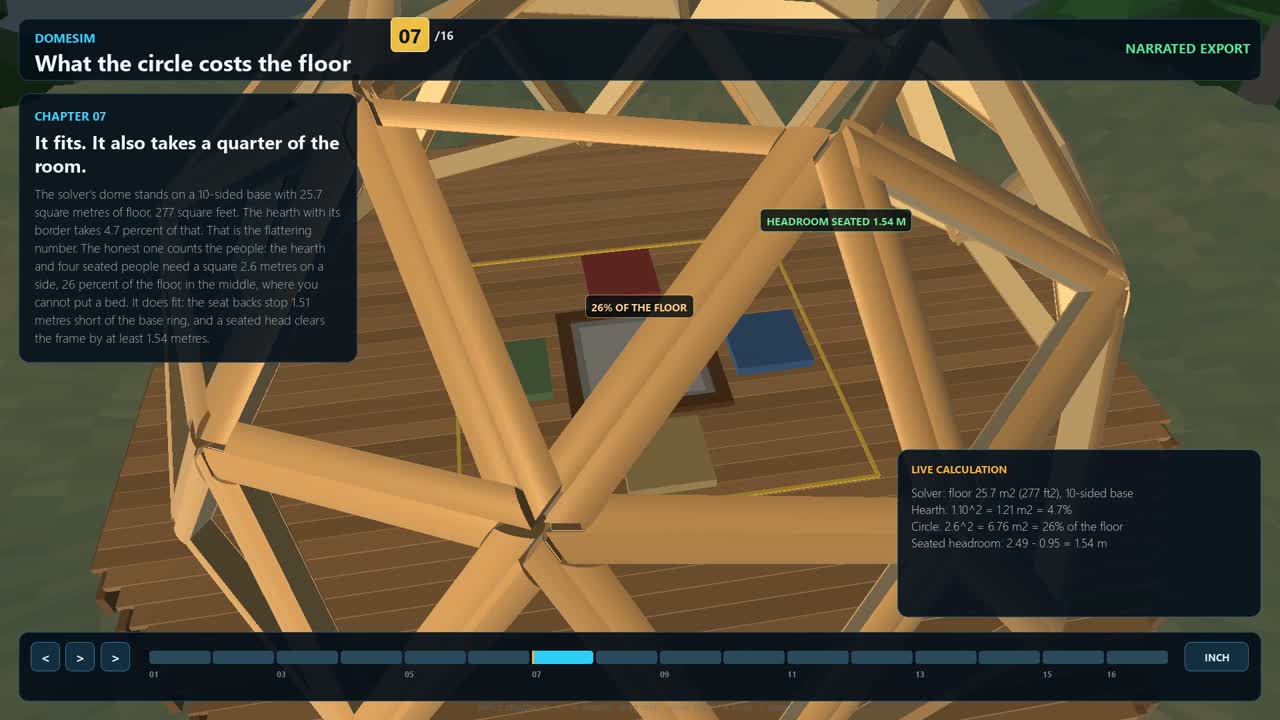 DOMESIM
What the circle costs the floor
07 /16
NARRATED EXPORT
CHAPTER 07
It fits. It also takes a quarter of the
room.
The solver's dome stands on a 10-sided base with 25.7
square metres of floor, 277 square feet. The hearth with its
border takes 4.7 percent of that. That is the flattering
number. The honest one counts the people: the hearth
and four seated people need a square 2.6 metres on a
side, 26 percent of the floor, in the middle, where you
cannot put a bed. It does fit: the seat backs stop 1.51
metres short of the base ring, and a seated head clears
the frame by at least 1.54 metres.
HEADROOM SEATED 1.54 M
26% OF THE FLOOR
LIVE CALCULATION
Solver: floor 25.7 m2 (277 ft2), 10-sided base
Hearth: 1.10^2 = 1.21 m2 = 4.7%
Circle: 2.6^2 = 6.76 m2 = 26% of the floor
Seated headroom: 2.49 - 0.95 = 1.54 m
< > >
INCH
01 03 05 07 09 11 13 15 16